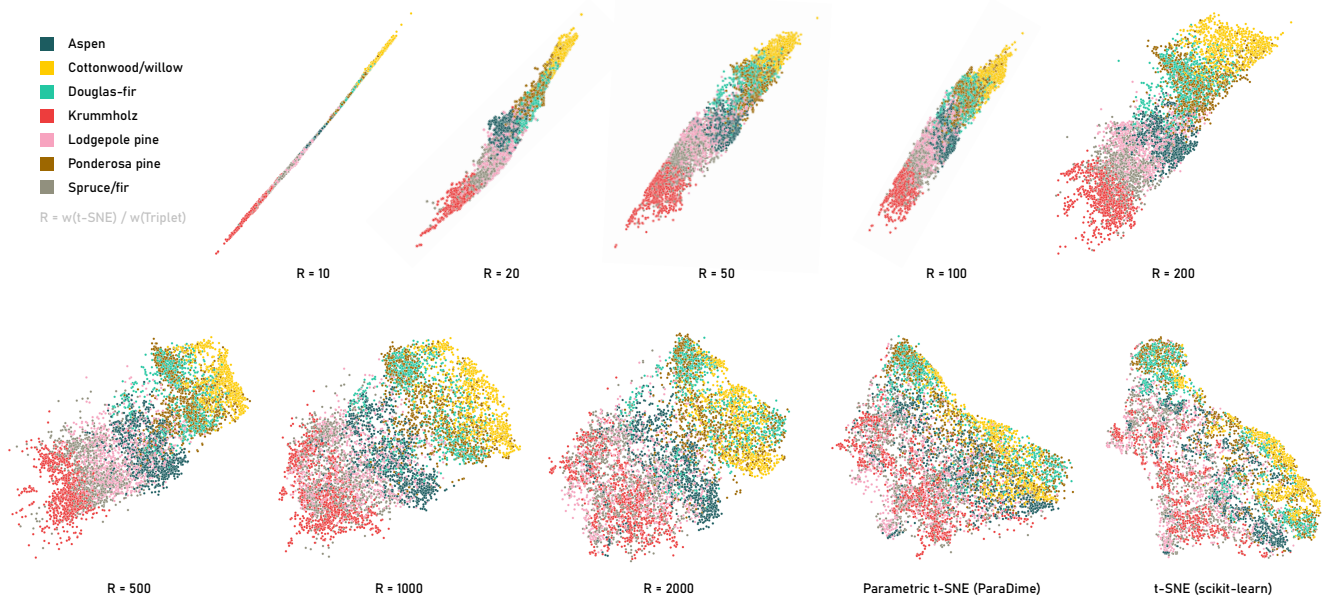 Aspen
Cottonwood/willow
Douglas-fir
Krummholz
Lodgepole pine
Ponderosa pine
Spruce/fir
R = w(t-SNE) / w(Triplet)
R = 10
R = 20
R = 50
R = 100
R = 200
R = 500
R = 1000
R = 2000
Parametric t-SNE (ParaDime)
t-SNE (scikit-learn)